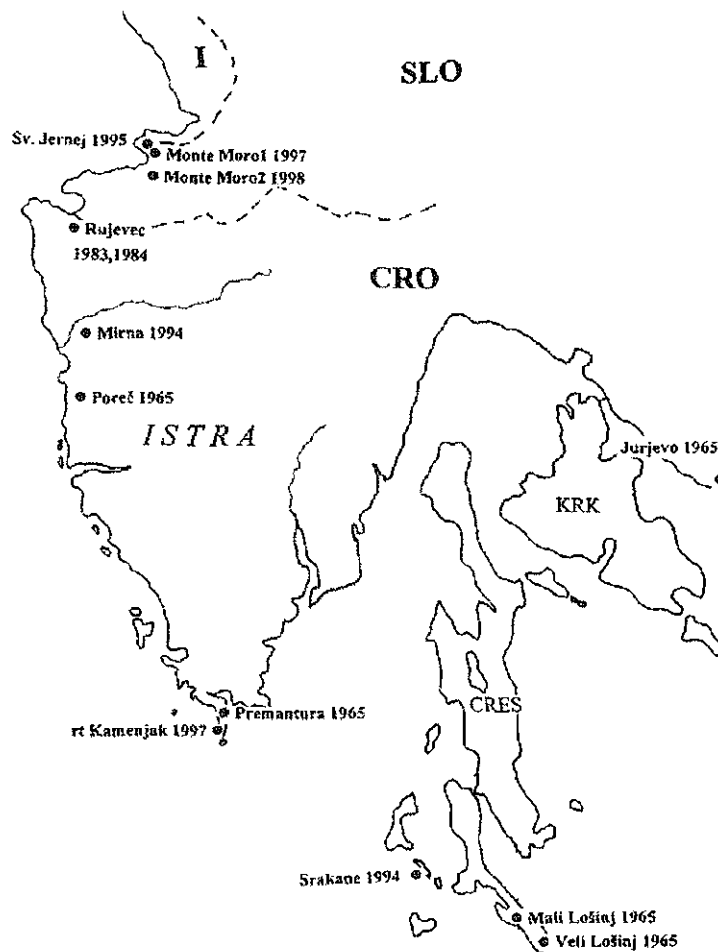 I
SLO
Šv. Jernej 1995
Monte Moro1 1997
Monte Moro2 1998
Rujevec
1983,1984
CRO
Mirna 1994
Poreč 1965
ISTRA
Jurjevo 1965
KRK
CRES
Premantura 1965
rt Kamenjak 1997
Srakane 1994
Mali Lošinj 1965
Veli Lošinj 1965